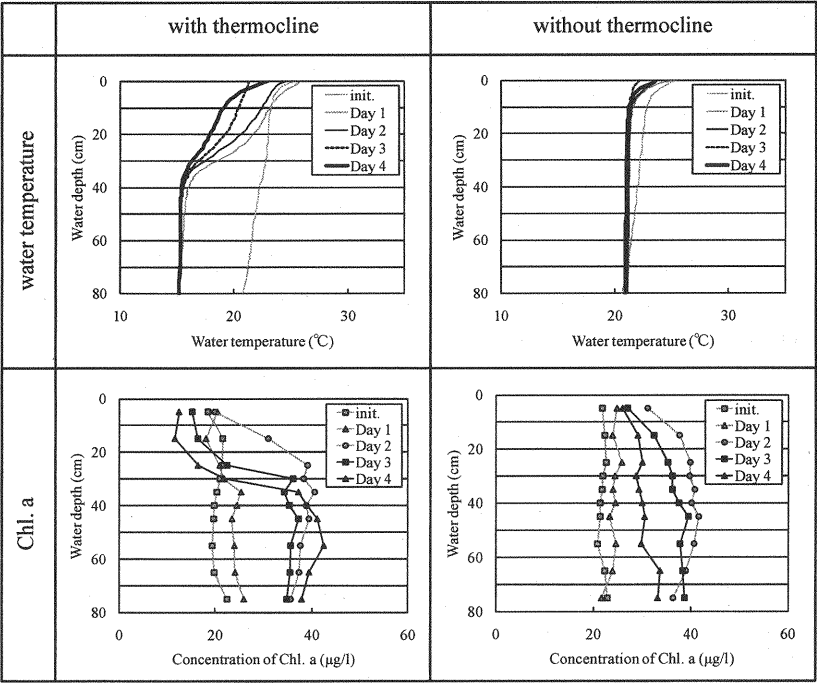 with thermocline
without thermocline
water temperature
Water depth (cm)
0
20
40
60
80
10
20
30
Water temperature (℃)
init.
Day 1
Day 2
Day 3
Day 4
Water depth (cm)
0
20
40
60
80
10
20
30
Water temperature (℃)
init.
Day 1
Day 2
Day 3
Day 4
Chl. a
Water depth (cm)
0
20
40
60
80
0
20
40
60
Concentration of Chl. a (µg/l)
init.
Day 1
Day 2
Day 3
Day 4
Water depth (cm)
0
20
40
60
80
0
20
40
60
Concentration of Chl. a (µg/l)
init.
Day 1
Day 2
Day 3
Day 4